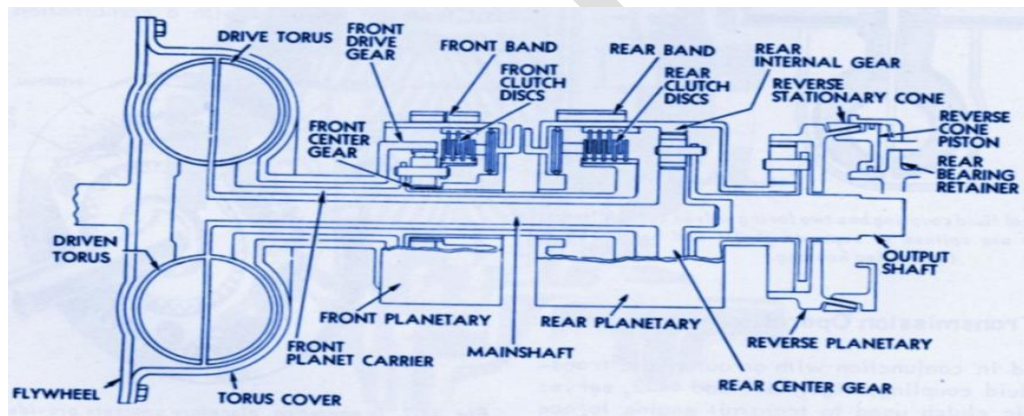 DRIVE TORUS
FRONT
DRIVE
GEAR
FRONT BAND
FRONT
CLUTCH
DISCS
REAR BAND
REAR
CLUTCH
DISCS
REAR
INTERNAL GEAR
REVERSE
STATIONARY CONE
REVERSE
CONE
PISTON
REAR
BEARING
RETAINER
FRONT
CENTER
GEAR
DRIVEN
TORUS
OUTPUT
SHAFT
FRONT PLANETARY
REAR PLANETARY
REVERSE PLANETARY
FRONT
PLANET CARRIER
MAINSHAFT
REAR CENTER GEAR
FLYWHEEL
TORUS COVER